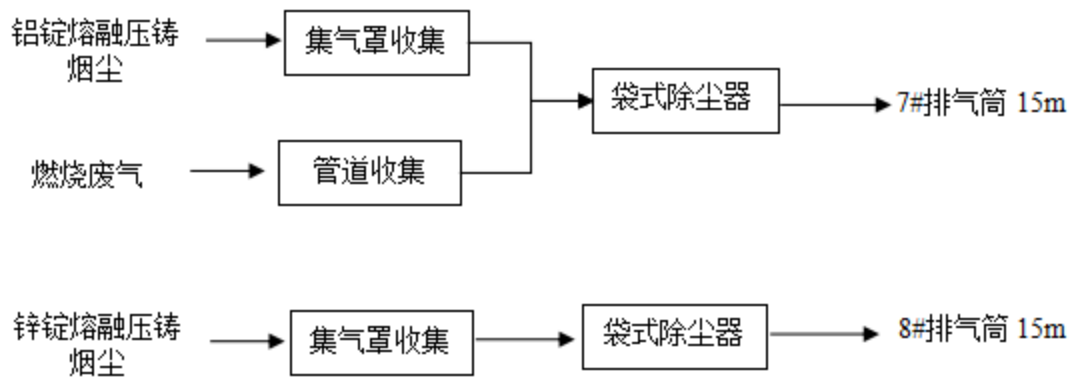 铝锭熔融压铸
烟尘
集气罩收集
袋式除尘器
7#排气筒 15m
燃烧废气
管道收集
锌锭熔融压铸
烟尘
集气罩收集
袋式除尘器
8#排气筒 15m